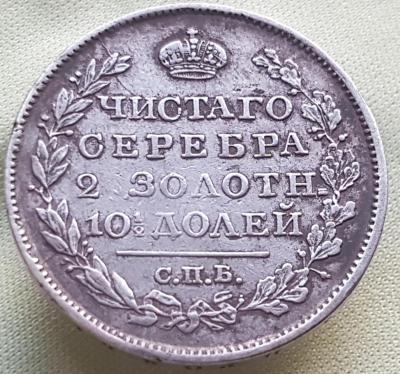 ЧИСТАГО
СЕРЕБРА
2 ЗОЛОТН.
10½ ДОЛЕЙ
С.П.Б.